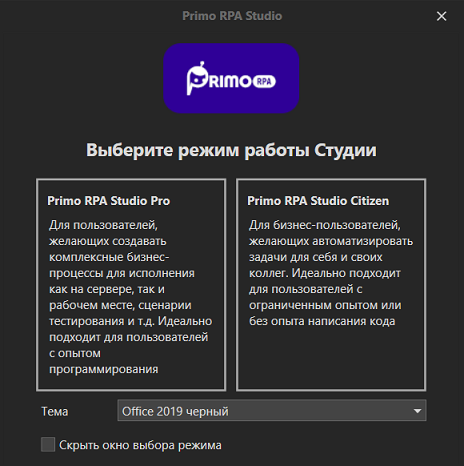 Primo RPA Studio
PRIMO RPA
Выберите режим работы Студии
Primo RPA Studio Pro
Для пользователей,
желающих создавать
комплексные бизнес-
процессы для исполнения
как на сервере, так и
рабочем месте, сценарии
тестирования и т.д. Идеально
подходит для пользователей
с опытом
программирования
Primo RPA Studio Citizen
Для бизнес-пользователей,
желающих автоматизировать
задачи для себя и своих
коллег. Идеально подходит
для пользователей с
ограниченным опытом или
без опыта написания кода
Тема
Office 2019 черный
Скрыть окно выбора режима